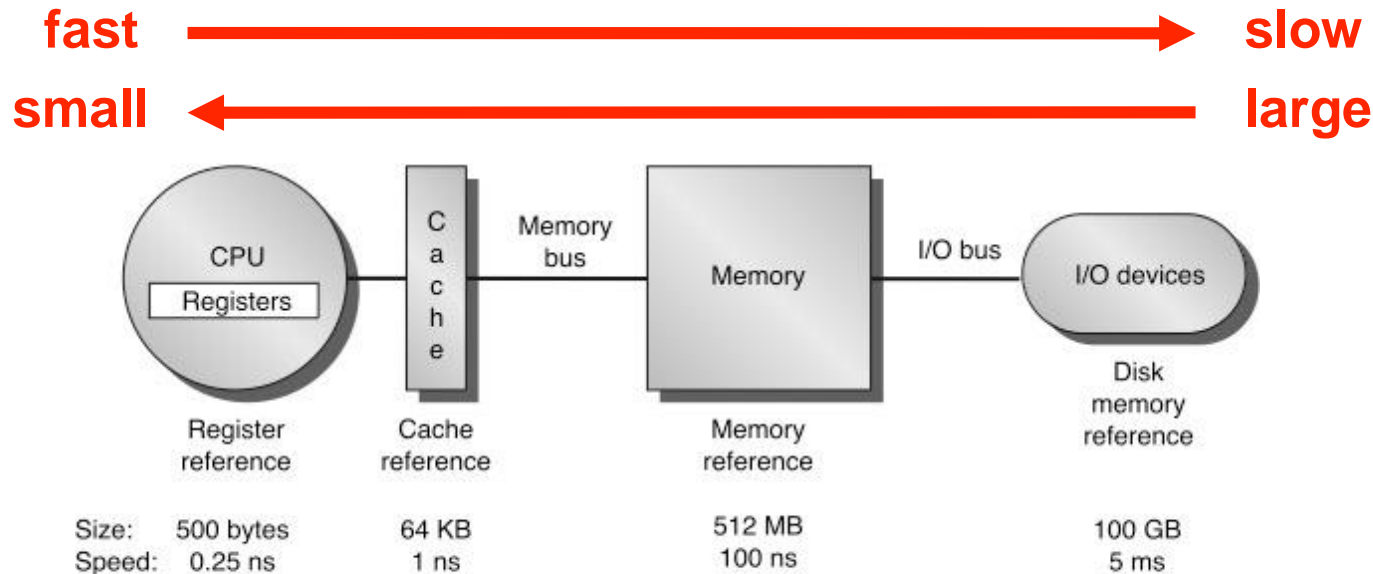 fast slow
small large
CPU
Registers
C
a
c
h
e
Memory
bus
Memory
I/O bus
I/O devices
Register
reference
Cache
reference
Memory
reference
Disk
memory
reference
Size: 500 bytes 64 KB 512 MB 100 GB
Speed: 0.25 ns 1 ns 100 ns 5 ms